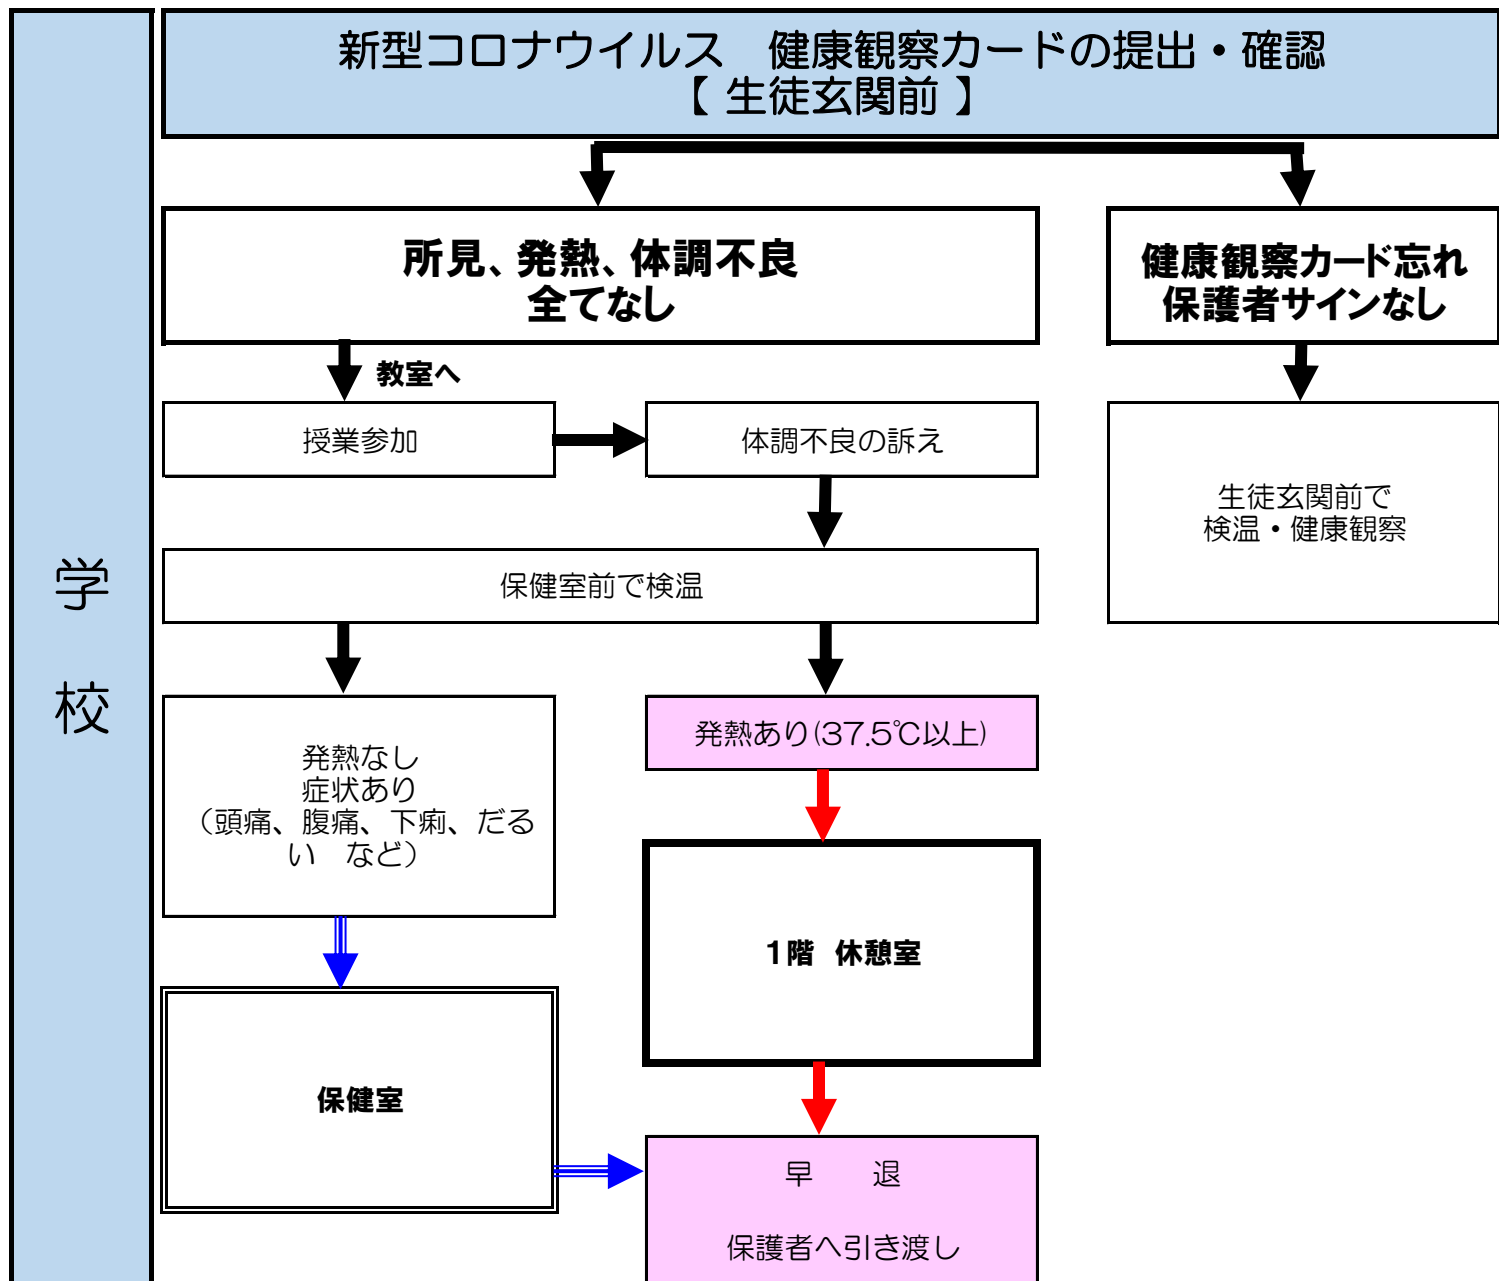 新型コロナウイルス　健康観察カードの提出・確認
【 生徒玄関前 】
学
校
所見、発熱、体調不良
全てなし
健康観察カード忘れ
保護者サインなし
教室へ
授業参加
体調不良の訴え
生徒玄関前で
検温・健康観察
保健室前で検温
発熱なし
症状あり
（頭痛、腹痛、下痢、だる
い　など）
発熱あり(37.5℃以上)
1階　休憩室
保健室
早　　退
保護者へ引き渡し